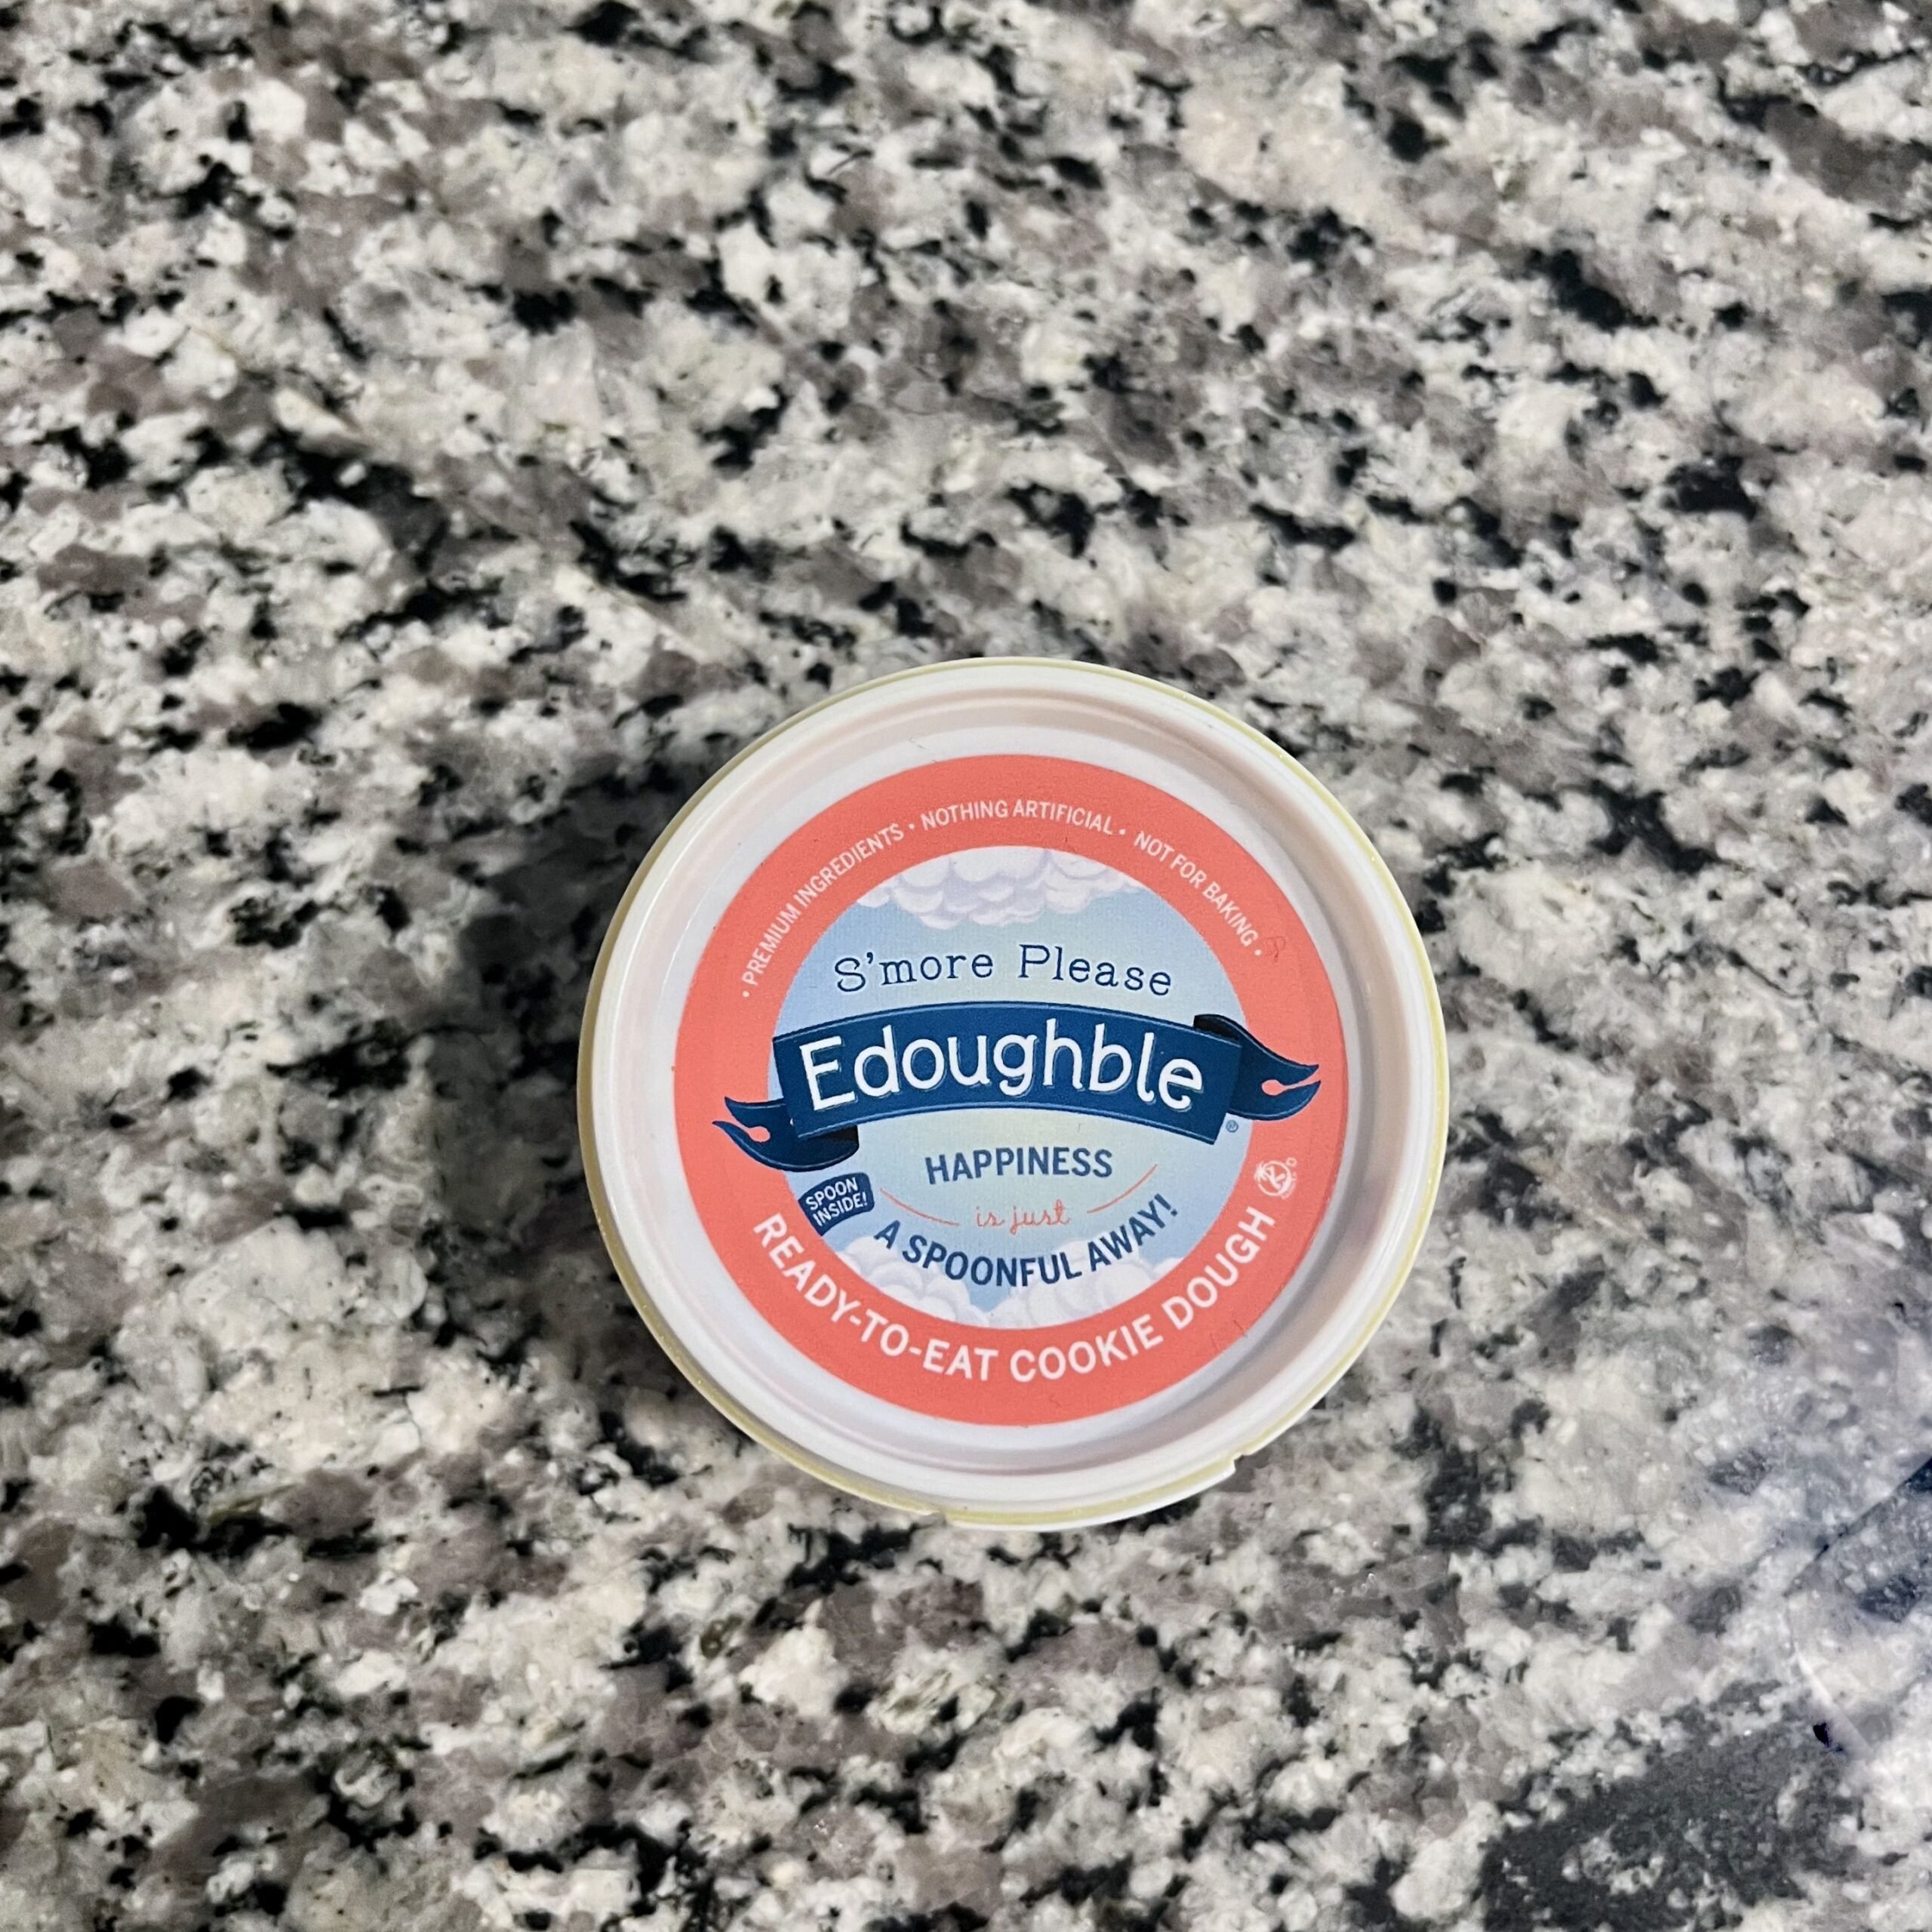 • PREMIUM INGREDIENTS • NOTHING ARTIFICIAL • NOT FOR BAKING •
S'more Please
Edoughble®
HAPPINESS
is just
A SPOONFUL AWAY!
SPOON
INSIDE!
READY-TO-EAT COOKIE DOUGH